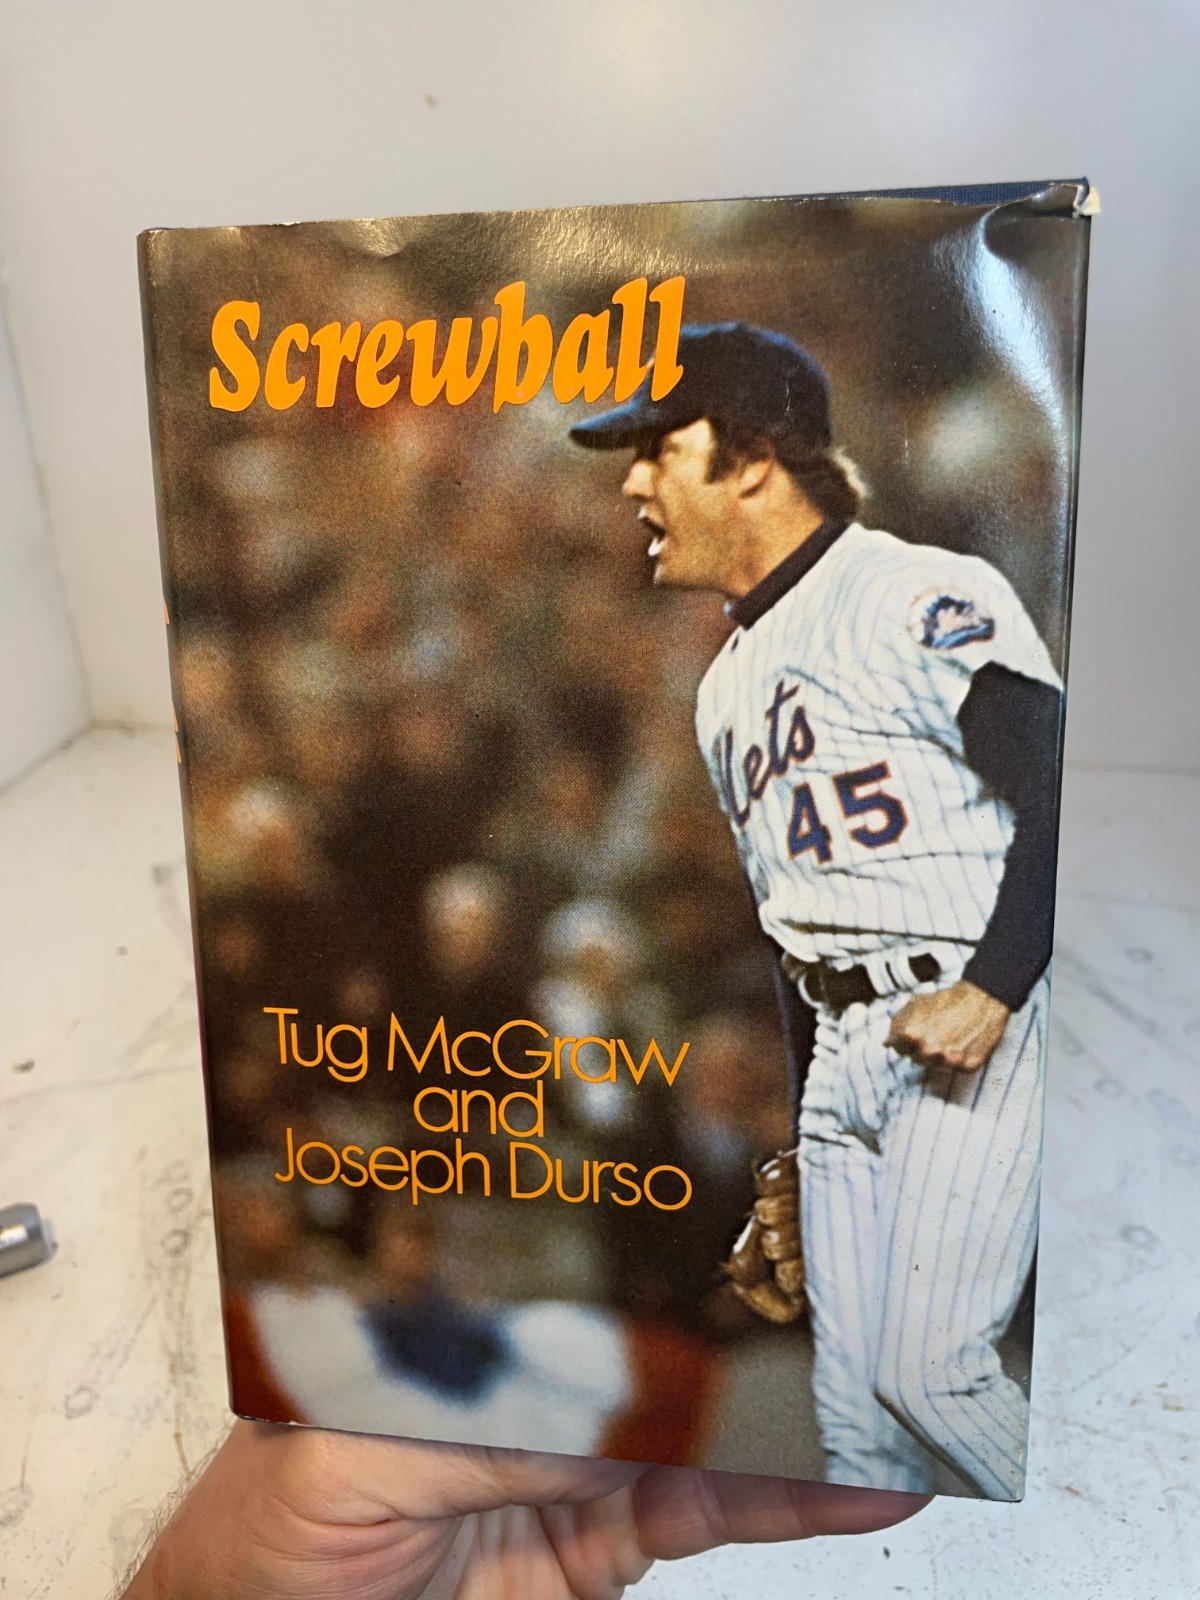 Screwball
Mets
45
Tug McGraw
and
Joseph Durso